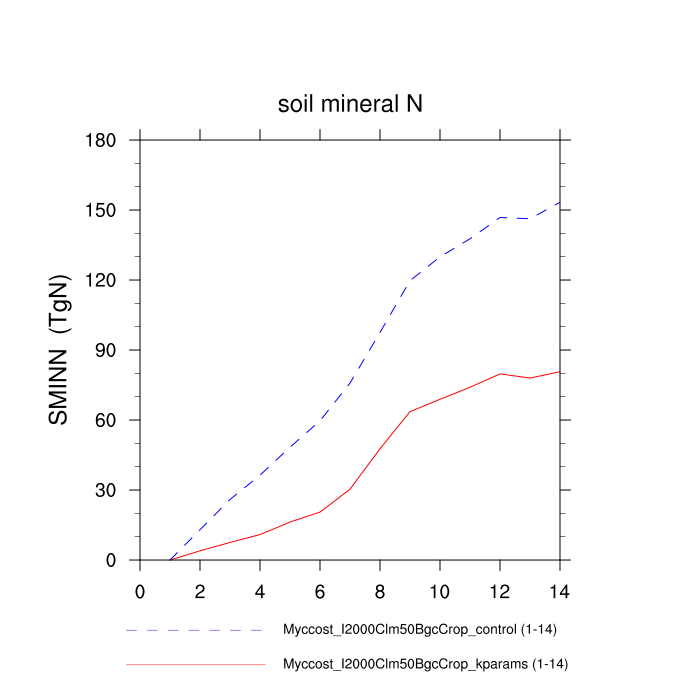 soil mineral N
180
150
120
90
60
30
0
SMINN (TgN)
0 2 4 6 8 10 12 14
Myccost_I2000Clm50BgcCrop_control (1-14)
Myccost_I2000Clm50BgcCrop_kparams (1-14)